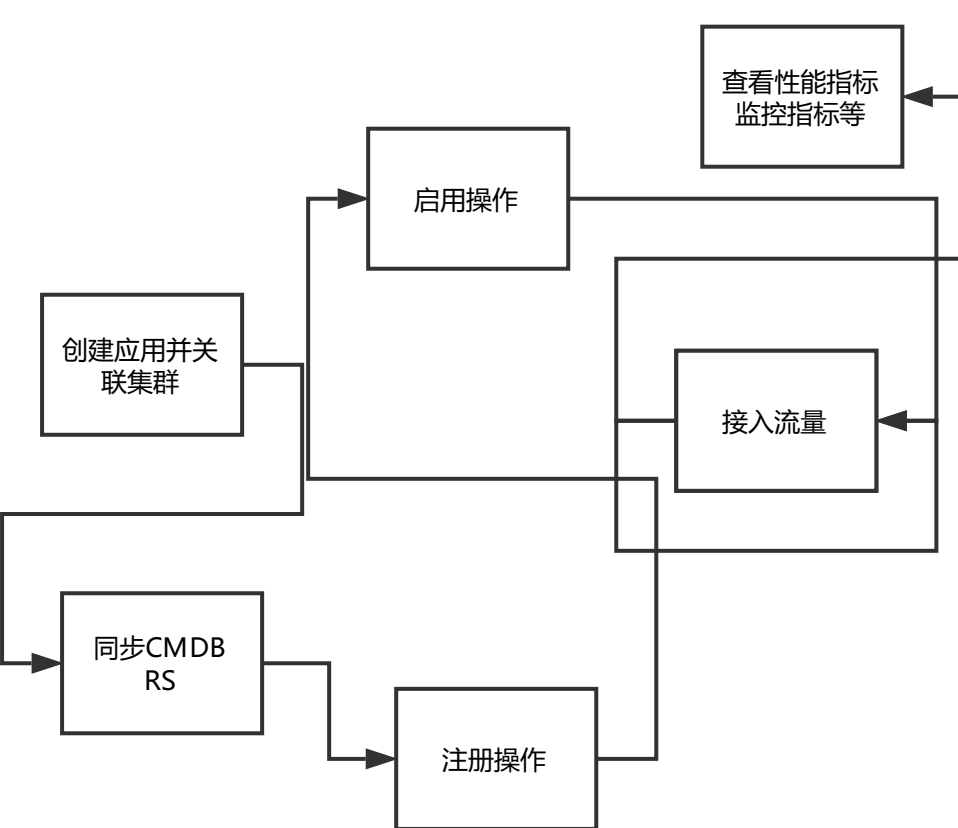 查看性能指标
监控指标等
启用操作
创建应用并关
联集群
接入流量
同步CMDB
RS
注册操作